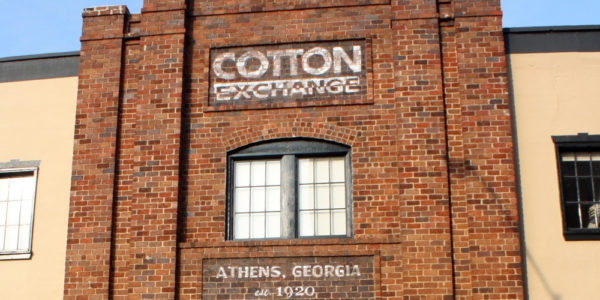 COTTON
EXCHANGE
ATHENS, GEORGIA
est. 1920